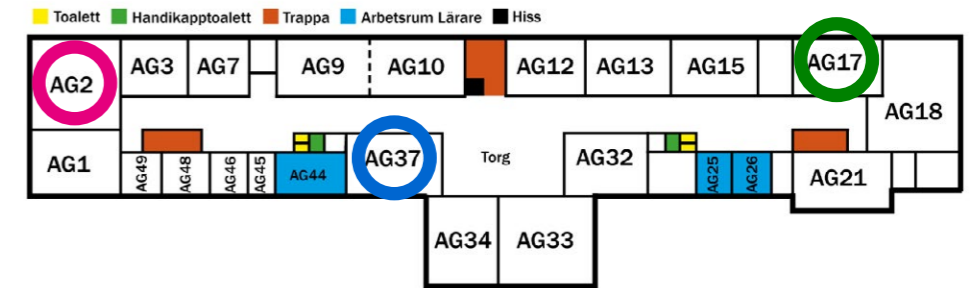 Toalett Handikapptoalett Trappa Arbetsrum Lärare Hiss
AG2 AG3 AG7 AG9 AG10 AG12 AG13 AG15 AG17
AG18
AG1 AG49 AG48 AG46 AG45 AG44 AG37 Torg AG32 AG25 AG26 AG21
AG34 AG33